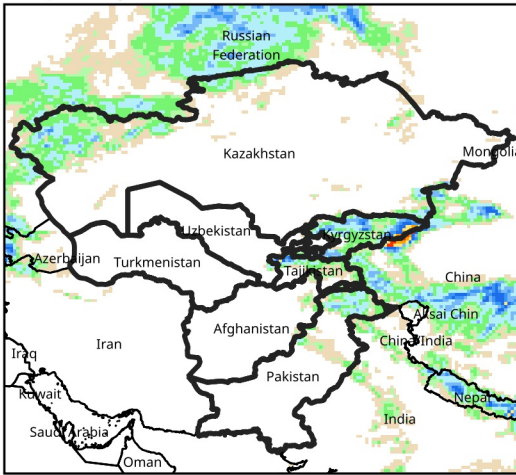 Russian
Federation
Kazakhstan
Mongolia
Uzbekistan
Kyrgyzstan
Azerbaijan
Turkmenistan
Tajikistan
China
Aksai Chin
Afghanistan
China/India
Iran
Iraq
Pakistan
Kuwait
Nepal
India
Saudi Arabia
Oman